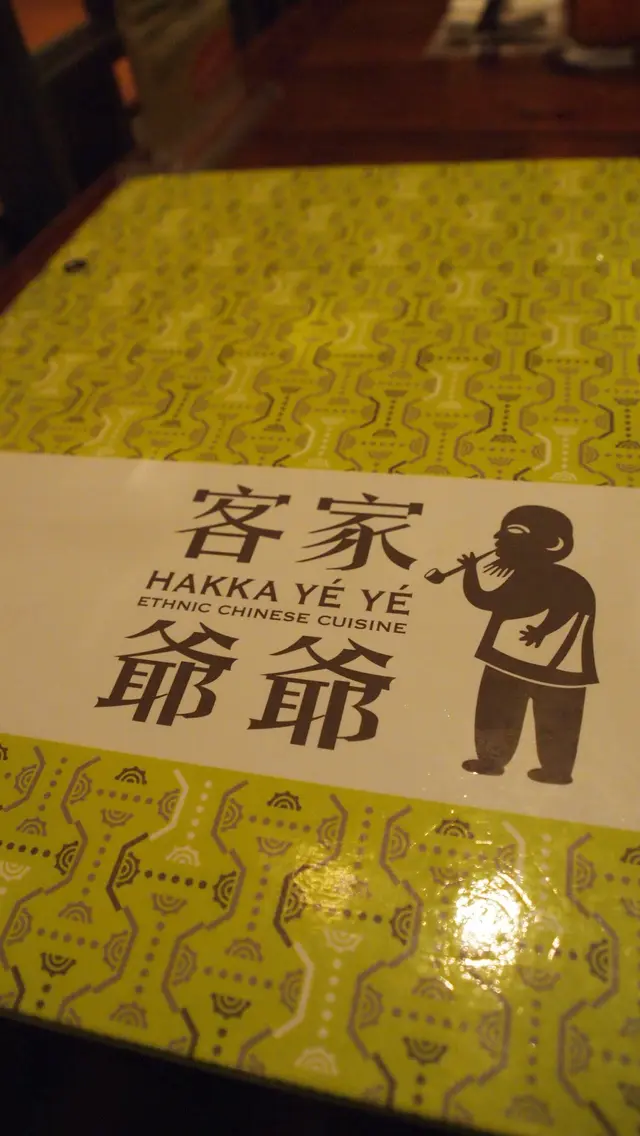 客家
HAKKA YÉ YÉ
ETHNIC CHINESE CUISINE
爺爺